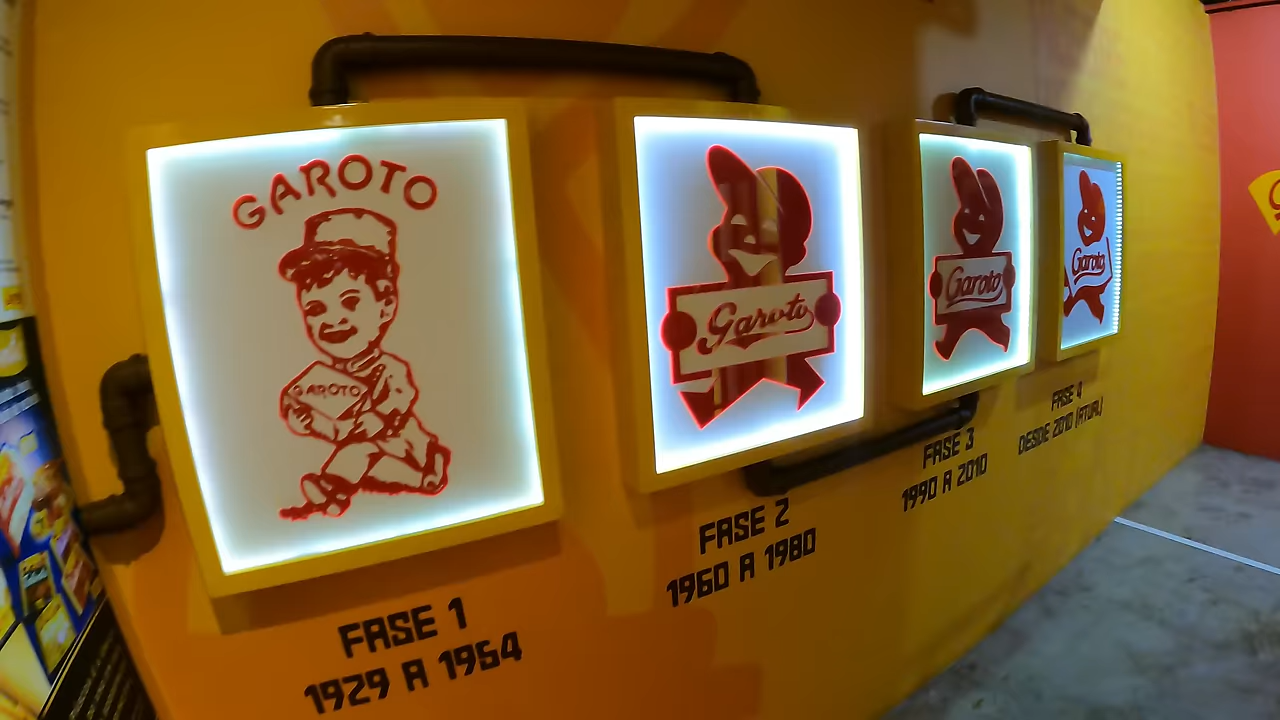 GAROTO
GAROTO
FASE 1
1929 A 1964
Garoto
FASE 2
1960 A 1980
Garoto
FASE 3
1990 A 2010
Garoto
FASE 4
DESDE 2010 (ATUAL)